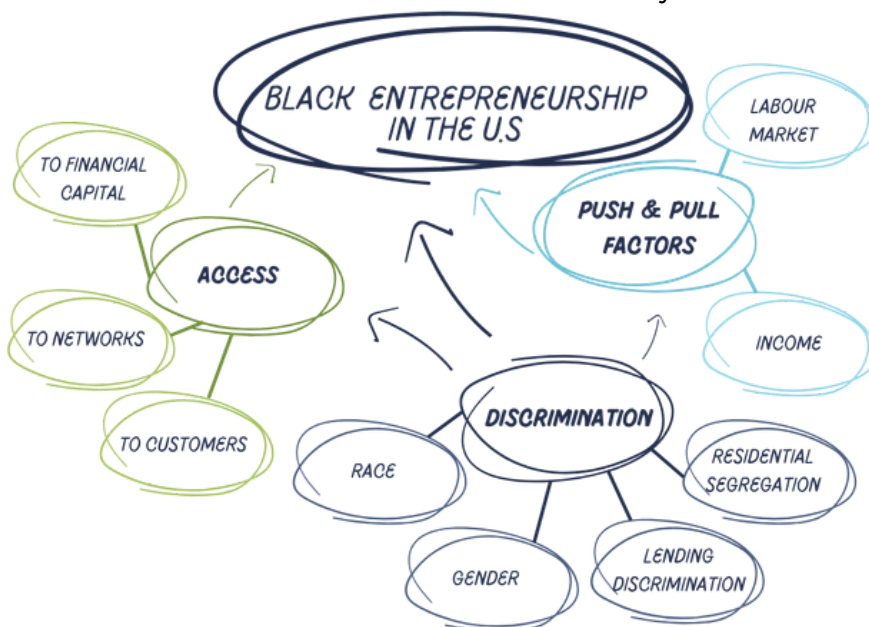 BLACK ENTREPRENEURSHIP
IN THE U.S
LABOUR
MARKET
TO FINANCIAL
CAPITAL
PUSH & PULL
FACTORS
ACCESS
TO NETWORKS
INCOME
TO CUSTOMERS
DISCRIMINATION
RACE
RESIDENTIAL
SEGREGATION
GENDER
LENDING
DISCRIMINATION